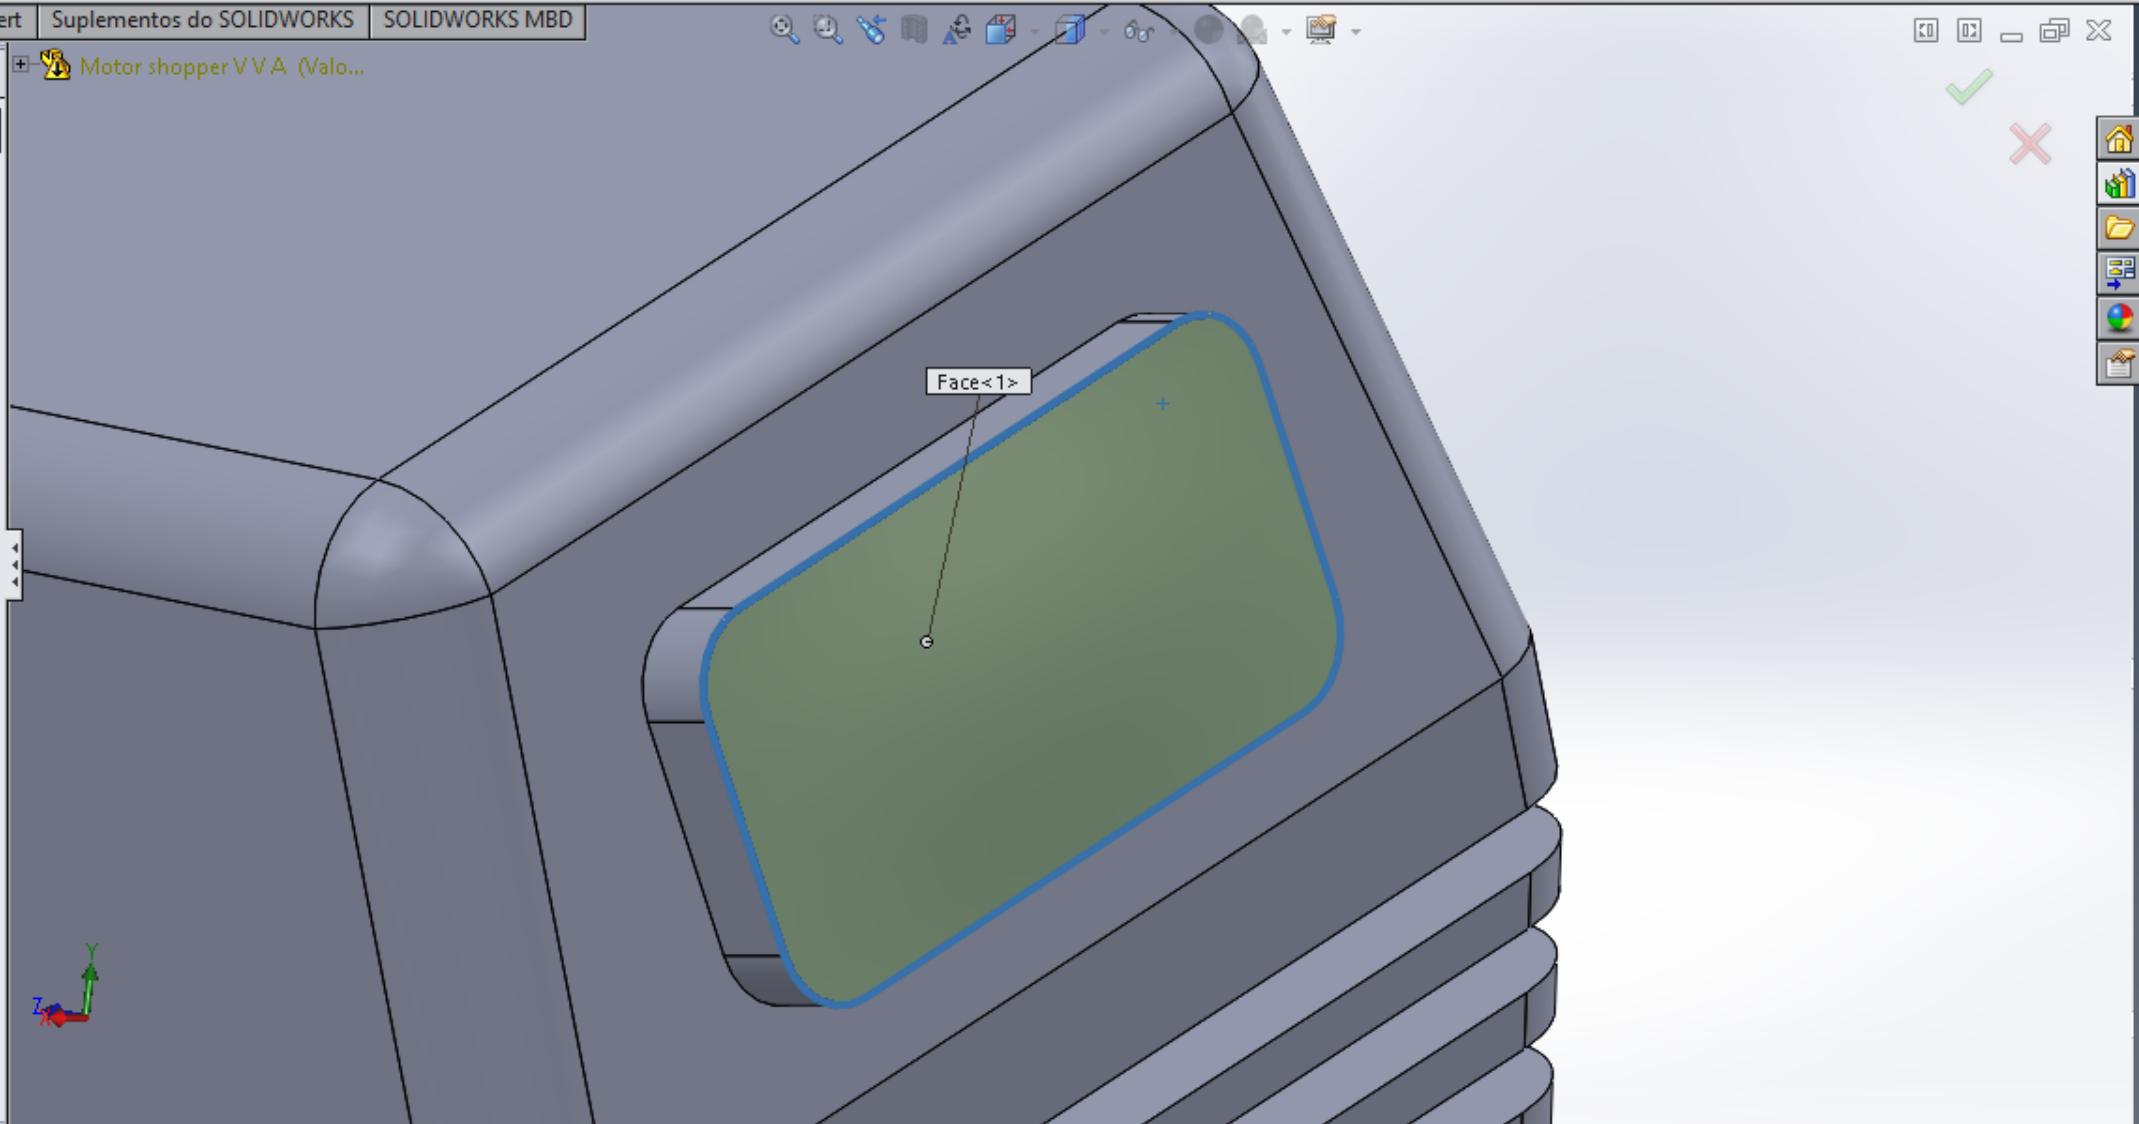 ert
Suplementos do SOLIDWORKS
SOLIDWORKS MBD
Motor shopper V V A (Valo...
Face<1>
Y
Z
X